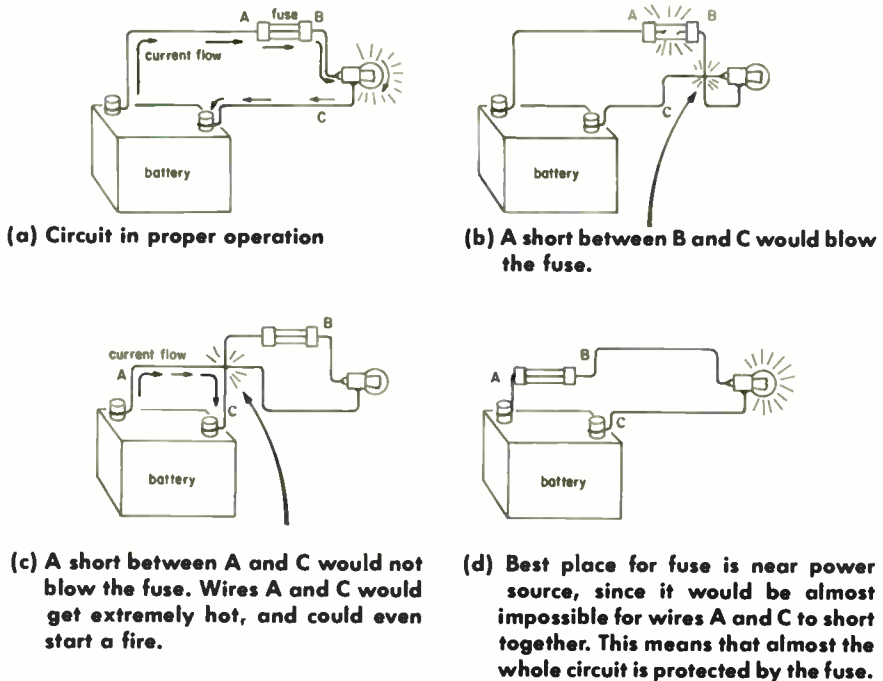 A fuse B
current flow
C
battery
(a) Circuit in proper operation
A B
C
battery
(b) A short between B and C would blow
the fuse.
B
current flow
A
C
battery
(c) A short between A and C would not
blow the fuse. Wires A and C would
get extremely hot, and could even
start a fire.
B
A
C
battery
(d) Best place for fuse is near power
source, since it would be almost
impossible for wires A and C to short
together. This means that almost the
whole circuit is protected by the fuse.